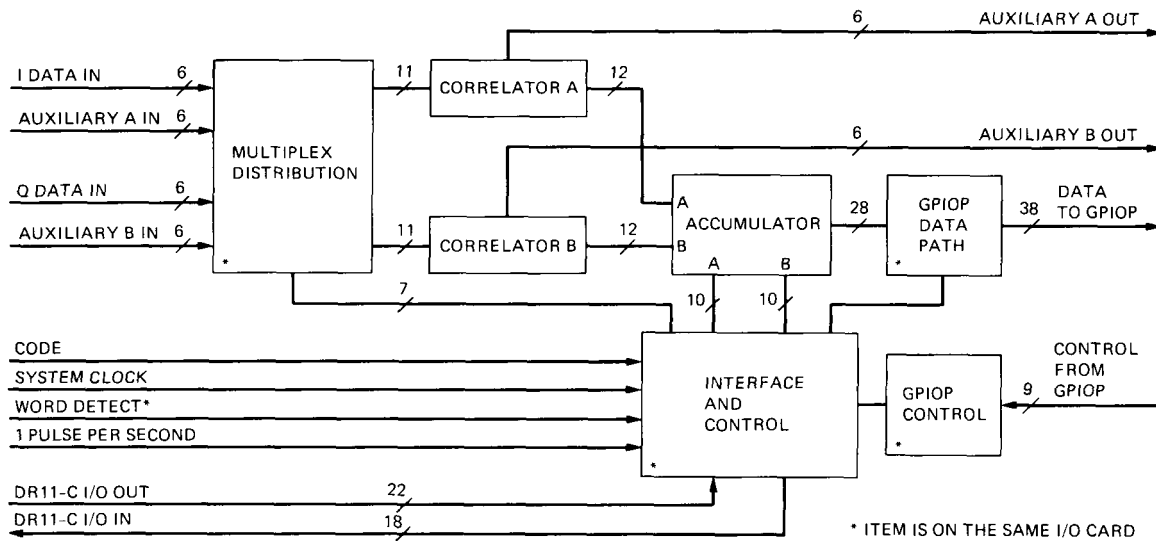 6
AUXILIARY A OUT
I DATA IN
6
11
CORRELATOR A
12
AUXILIARY A IN
6
6
AUXILIARY B OUT
MULTIPLEX
DISTRIBUTION
Q DATA IN
6
AUXILIARY B IN
6
*
11
CORRELATOR B
12
A
B
ACCUMULATOR
A
B
28
GPIOP
DATA
PATH
*
38
DATA
TO GPIOP
7
10
10
CODE
SYSTEM CLOCK
WORD DETECT*
1 PULSE PER SECOND
INTERFACE
AND
CONTROL
*
GPIOP
CONTROL
*
CONTROL
FROM
GPIOP
9
DR11-C I/O OUT
22
DR11-C I/O IN
18
* ITEM IS ON THE SAME I/O CARD